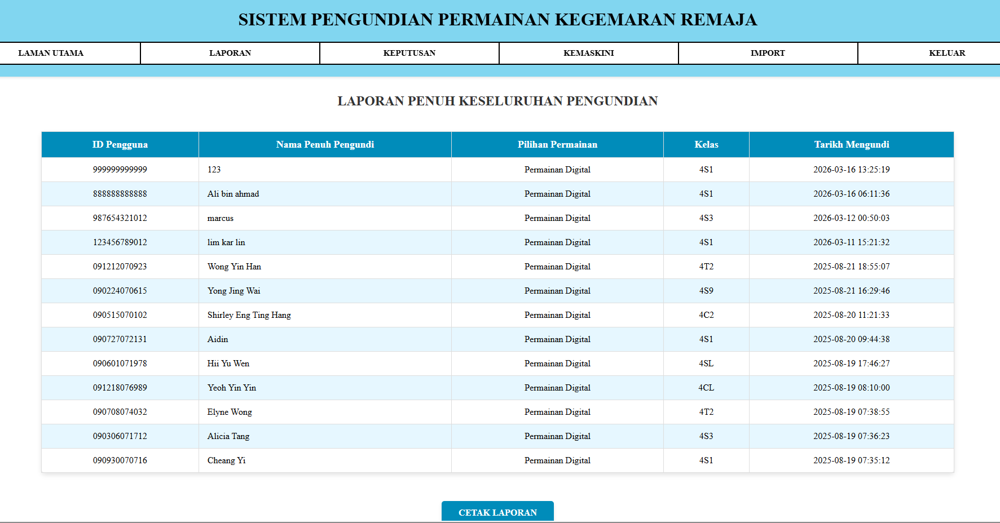 SISTEM PENGUNDIAN PERMAINAN KEGEMARAN REMAJA
LAMAN UTAMA LAPORAN KEPUTUSAN KEMASKINI IMPORT KELUAR
LAPORAN PENUH KESELURUHAN PENGUNDIAN
ID Pengguna Nama Penuh Pengundi Pilihan Permainan Kelas Tarikh Mengundi
999999999999 123 Permainan Digital 4S1 2026-03-16 13:25:19
888888888888 Ali bin ahmad Permainan Digital 4S1 2026-03-16 06:11:36
987654321012 marcus Permainan Digital 4S3 2026-03-12 00:50:03
123456789012 lim kar lin Permainan Digital 4S1 2026-03-11 15:21:32
091212070923 Wong Yin Han Permainan Digital 4T2 2025-08-21 18:55:07
090224070615 Yong Jing Wai Permainan Digital 4S9 2025-08-21 16:29:46
090515070102 Shirley Eng Ting Hang Permainan Digital 4C2 2025-08-20 11:21:33
090727072131 Aidin Permainan Digital 4S1 2025-08-20 09:44:38
090601071978 Hii Yu Wen Permainan Digital 4SL 2025-08-19 17:46:27
091218076989 Yeoh Yin Yin Permainan Digital 4CL 2025-08-19 08:10:00
090708074032 Elyne Wong Permainan Digital 4T2 2025-08-19 07:38:55
090306071712 Alicia Tang Permainan Digital 4S3 2025-08-19 07:36:23
090930070716 Cheang Yi Permainan Digital 4S1 2025-08-19 07:35:12
CETAK LAPORAN